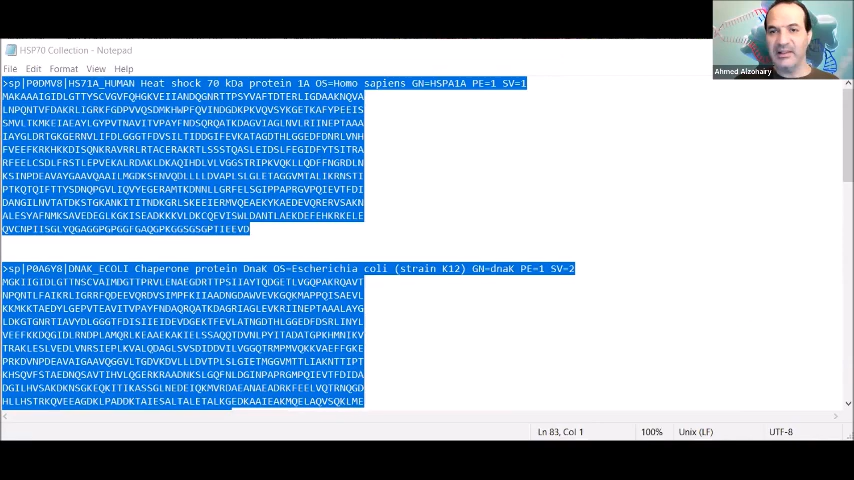 HSP70 Collection - Notepad
File Edit Format View Help
>sp|P0DMV8|HS71A_HUMAN Heat shock 70 kDa protein 1A OS=Homo sapiens GN=HSPA1A PE=1 SV=1
MAKAAAIGIDLGTTYSCVGVFQHGKVEIIANDQGNRTTPSYVAFTDTERLIGDAAKNQVA
LNPQNTVFDAKRLIGRKFGDPVVQSDMKHWPFQVINDGDKPKVQVSYKGETKAFYPEEIS
SMVLTKMKEIAEAYLGYPVTNAVITVPAYFNDSQRQATKDAGVIAGLNVLRIINEPTAAA
IAYGLDRTGKGERNVLIFDLGGGTFDVSILTIDDGIFEVKATAGDTHLGGEDFDNRLVNH
FVEEFKRKHKKDISQNKRAVRRLRTACERAKRTLSSSTQASLEIDSLFEGIDFYTSITRA
RFEELCSDLFRSTLEPVEKALRDAKLDKAQIHDLVLVGGSTRIPKVQKLLQDFFNGRDLN
KSINPDEAVAYGAAVQAAILMGDKSENVQDLLLLDVAPLSLGLETAGGVMTALIKRNSTI
PTKQTQIFTTYSDNQPGVLIQVYEGERAMTKDNNLLGRFELSGIPPAPRGVPQIEVTFDI
DANGILNVTATDKSTGKANKITITNDKGRLSKEEIERMVQEAEKYKAEDEVQRERVSAKN
ALESYAFNMKSAVEDEGLKGKISEADKKKVLDKCQEVISWLDANTLAEKDEFEHKRKELE
QVCNPIISGLYQGAGGPGPGGFGAQGPKGGSGSGPTIEEVD
>sp|P0A6Y8|DNAK_ECOLI Chaperone protein DnaK OS=Escherichia coli (strain K12) GN=dnaK PE=1 SV=2
MGKIIGIDLGTTNSCVAIMDGTTPRVLENAEGDRTTPSIIAYTQDGETLVGQPAKRQAVT
NPQNTLFAIKRLIGRRFQDEEVQRDVSIMPFKIIAADNGDAWVEVKGQKMAPPQISAEVL
KKMKKTAEDYLGEPVTEAVITVPAYFNDAQRQATKDAGRIAGLEVKRIINEPTAAALAYG
LDKGTGNRTIAVYDLGGGTFDISIIEIDEVDGEKTFEVLATNGDTHLGGEDFDSRLINYL
VEEFKKDQGIDLRNDPLAMQRLKEAAEKAKIELSSAQQTDVNLPYITADATGPKHMNIKV
TRAKLESLVEDLVNRSIEPLKVALQDAGLSVSDIDDVILVGGQTRMPMVQKKVAEFFGKE
PRKDVNPDEAVAIGAAVQGGVLTGDVKDVLLLDVTPLSLGIETMGGVMTTLIAKNTTIPT
KHSQVFSTAEDNQSAVTIHVLQGERKRAADNKSLGQFNLDGINPAPRGMPQIEVTFDIDA
DGILHVSAKDKNSGKEQKITIKASSGLNEDEIQKMVRDAEANAEADRKFEELVQTRNQGD
HLLHSTRKQVEEAGDKLPADDKTAIESALTALETALKGEDKAAIEAKMQELAQVSQKLME
Ln 83, Col 1 100% Unix (LF) UTF-8
Ahmed Alzohairy